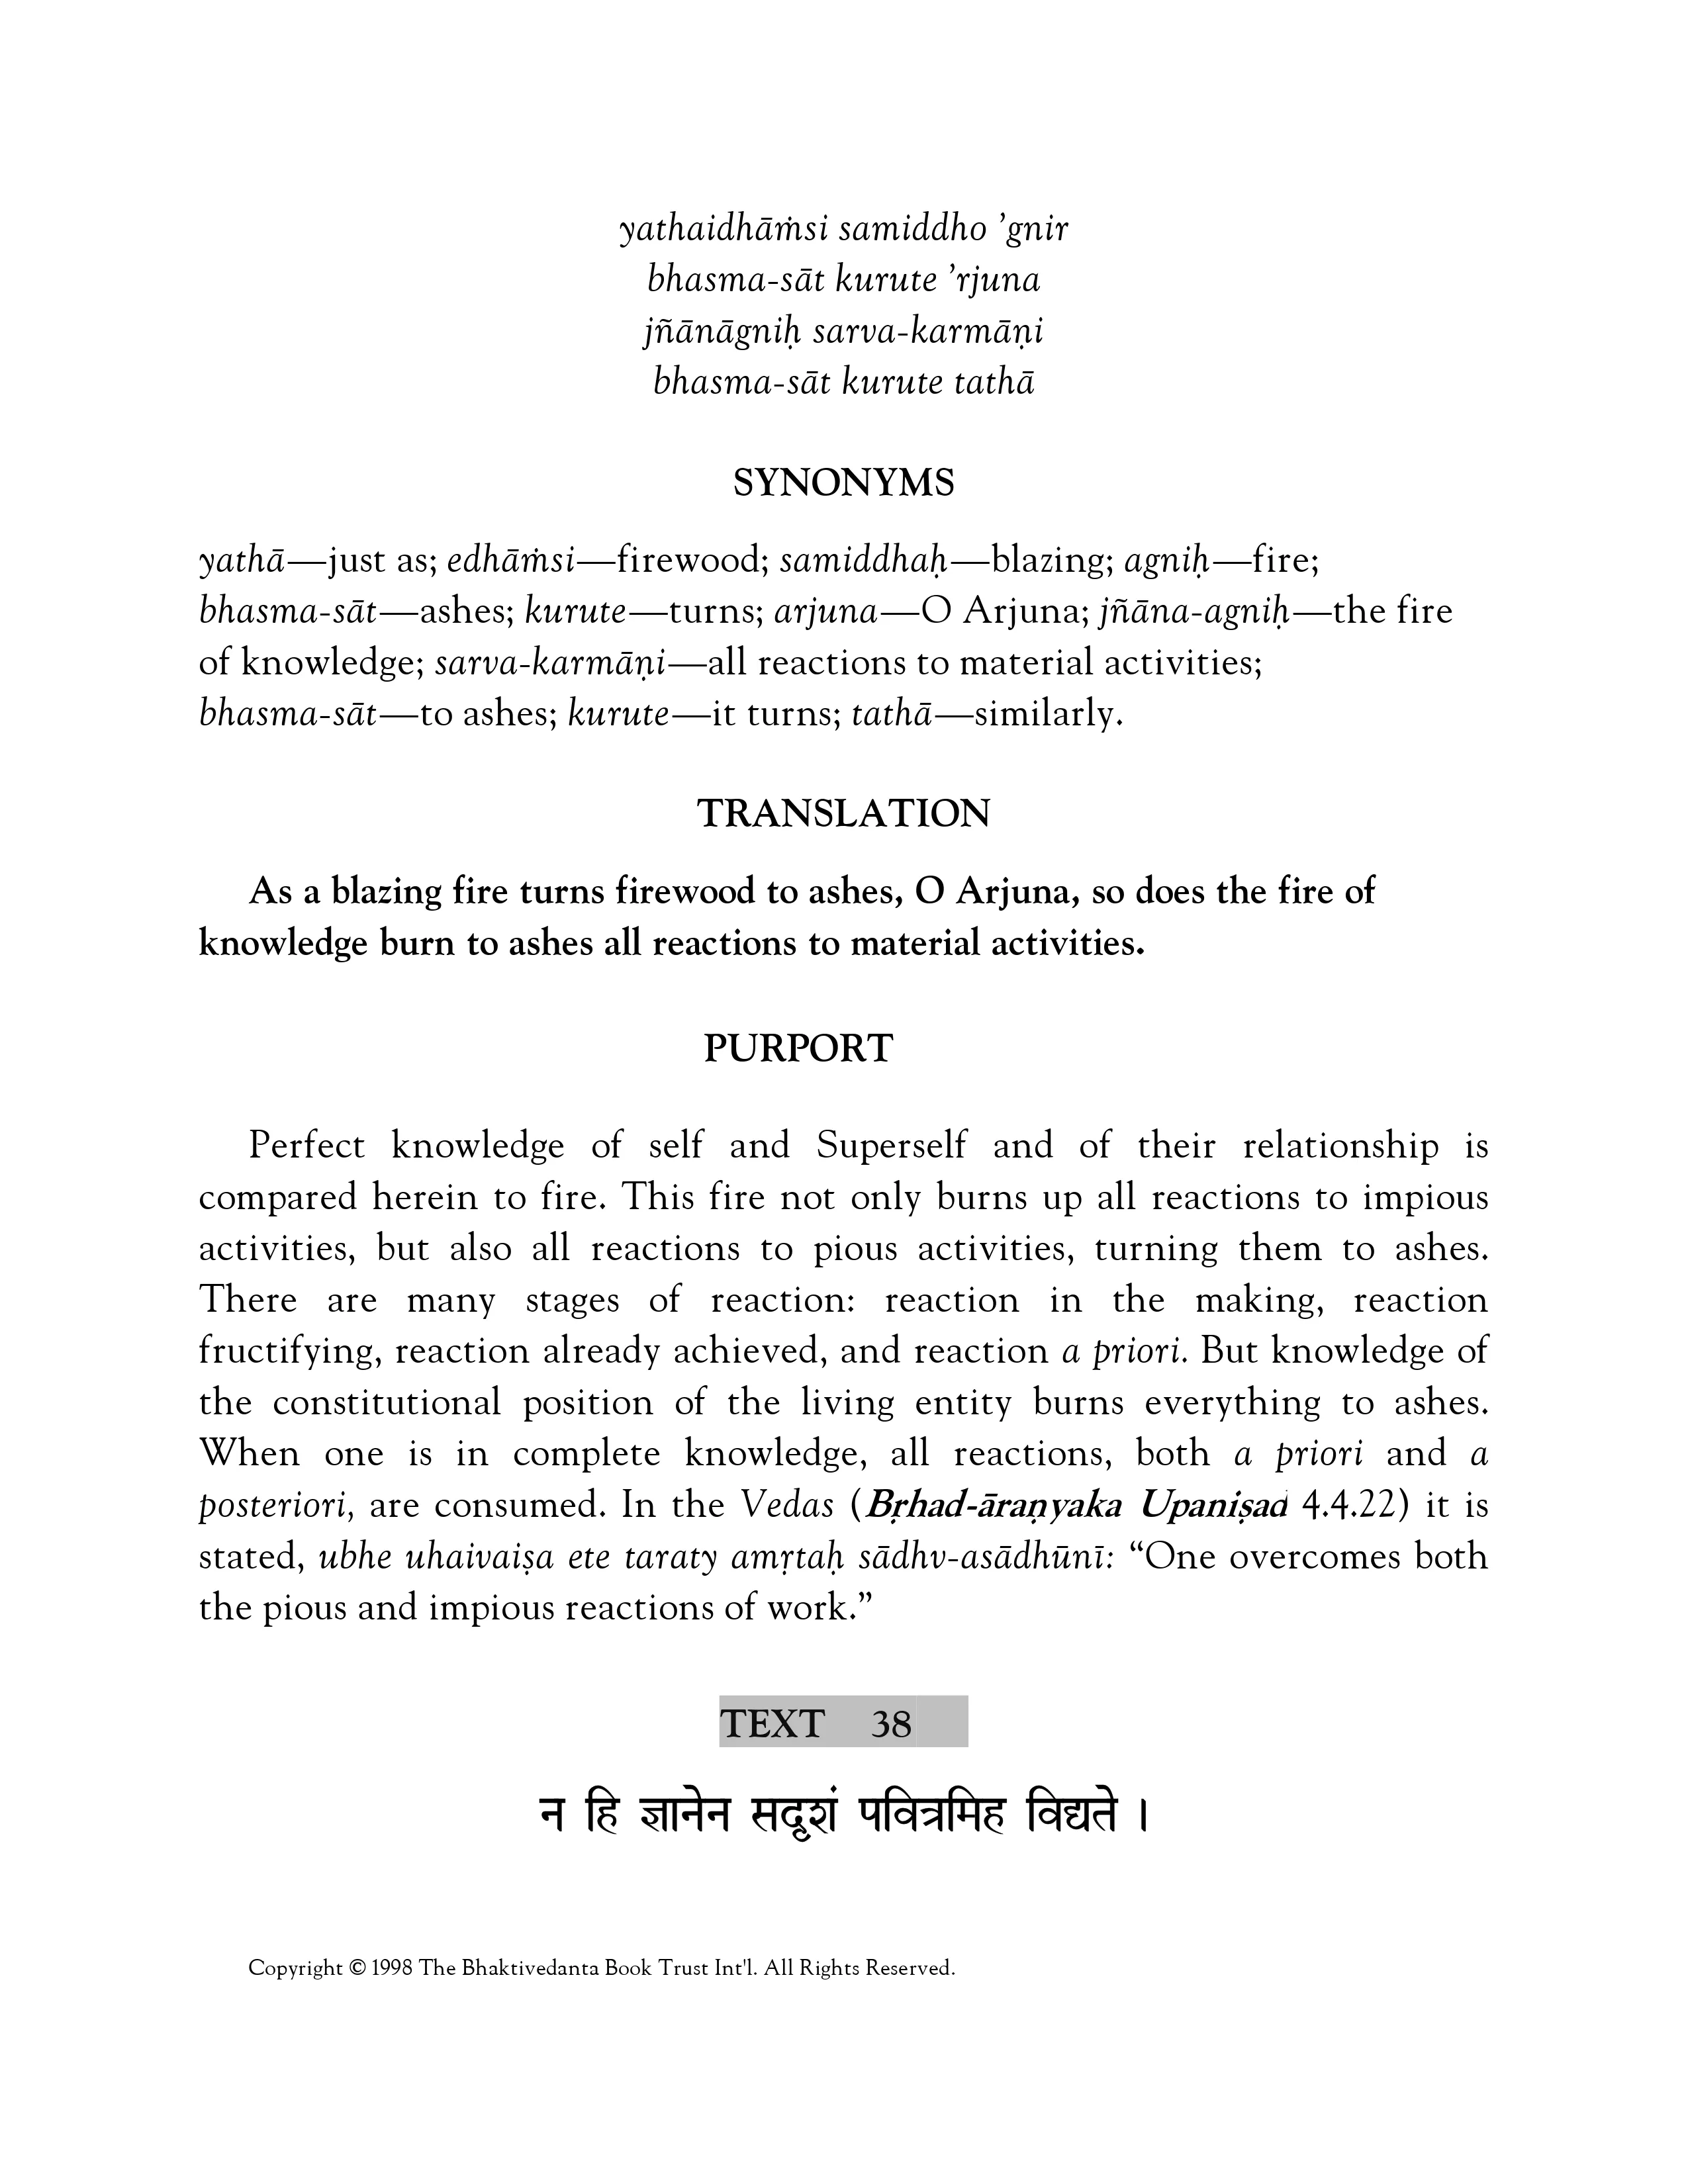 yathaidhāṁsi samiddho ’gnir
bhasma-sāt kurute ’rjuna
jñānāgniḥ sarva-karmāṇi
bhasma-sāt kurute tathā
SYNONYMS
yathā—just as; edhāṁsi—firewood; samiddhaḥ—blazing; agniḥ—fire;
bhasma-sāt—ashes; kurute—turns; arjuna—O Arjuna; jñāna-agniḥ—the fire
of knowledge; sarva-karmāṇi—all reactions to material activities;
bhasma-sāt—to ashes; kurute—it turns; tathā—similarly.
TRANSLATION
As a blazing fire turns firewood to ashes, O Arjuna, so does the fire of
knowledge burn to ashes all reactions to material activities.
PURPORT
Perfect knowledge of self and Superself and of their relationship is
compared herein to fire. This fire not only burns up all reactions to impious
activities, but also all reactions to pious activities, turning them to ashes.
There are many stages of reaction: reaction in the making, reaction
fructifying, reaction already achieved, and reaction a priori. But knowledge of
the constitutional position of the living entity burns everything to ashes.
When one is in complete knowledge, all reactions, both a priori and a
posteriori, are consumed. In the Vedas (Bṛhad-āraṇyaka Upaniṣad 4.4.22) it is
stated, ubhe uhaivaiṣa ete taraty amṛtaḥ sādhv-asādhūnī: “One overcomes both
the pious and impious reactions of work.”
TEXT 38
न हि ज्ञानेन सदृशं पवित्रमिह विद्यते ।
Copyright © 1998 The Bhaktivedanta Book Trust Int'l. All Rights Reserved.